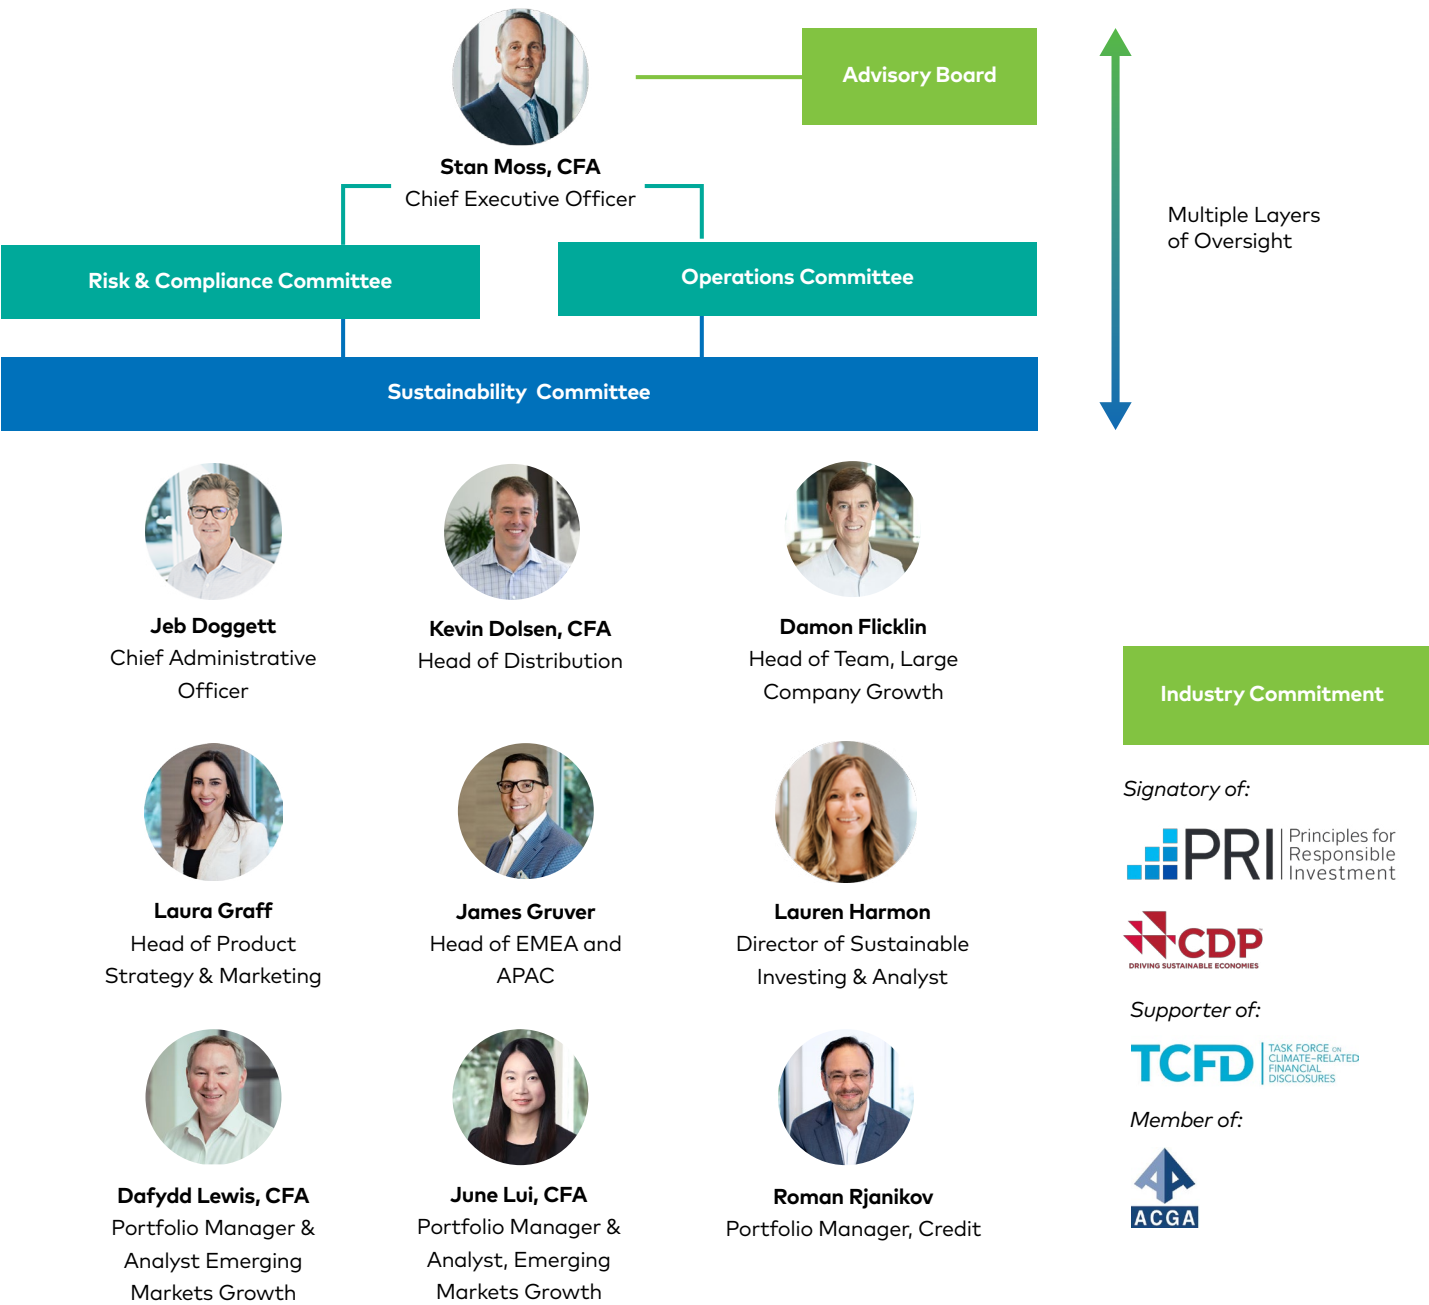 Advisory Board
Stan Moss, CFA
Chief Executive Officer
Multiple Layers
of Oversight
Risk & Compliance Committee
Operations Committee
Sustainability Committee
Jeb Doggett
Chief Administrative
Officer
Kevin Dolsen, CFA
Head of Distribution
Damon Flicklin
Head of Team, Large
Company Growth
Laura Graff
Head of Product
Strategy & Marketing
James Gruver
Head of EMEA and
APAC
Lauren Harmon
Director of Sustainable
Investing & Analyst
Dafydd Lewis, CFA
Portfolio Manager &
Analyst Emerging
Markets Growth
June Lui, CFA
Portfolio Manager &
Analyst, Emerging
Markets Growth
Roman Rjanikov
Portfolio Manager, Credit
Industry Commitment
Signatory of:
PRI
Principles for
Responsible
Investment
CDP
DRIVING SUSTAINABLE ECONOMIES
Supporter of:
TCFD
TASK FORCE ON
CLIMATE-RELATED
FINANCIAL
DISCLOSURES
Member of:
ACGA